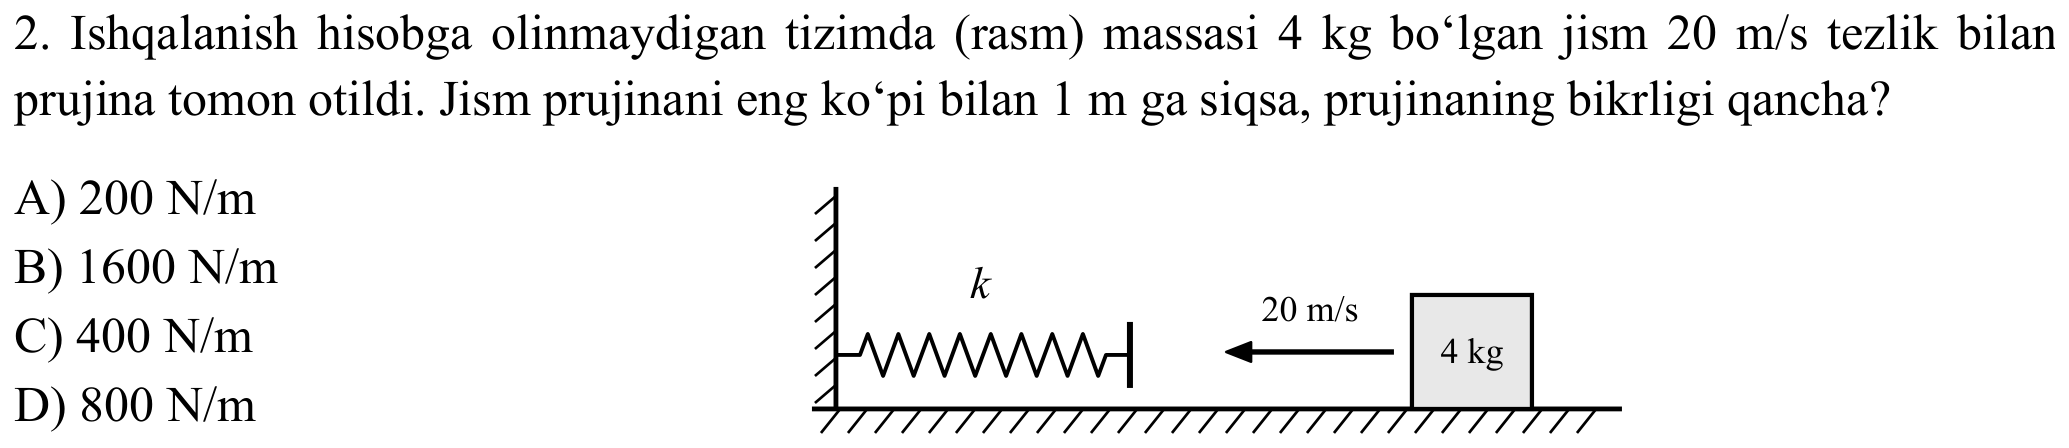 2. Ishqalanish hisobga olinmaydigan tizimda (rasm) massasi 4 kg bo‘lgan jism 20 m/s tezlik bilan
prujina tomon otildi. Jism prujinani eng ko‘pi bilan 1 m ga siqsa, prujinaning bikrligi qancha?
A) 200 N/m
B) 1600 N/m
C) 400 N/m
D) 800 N/m
k
20 m/s
4 kg